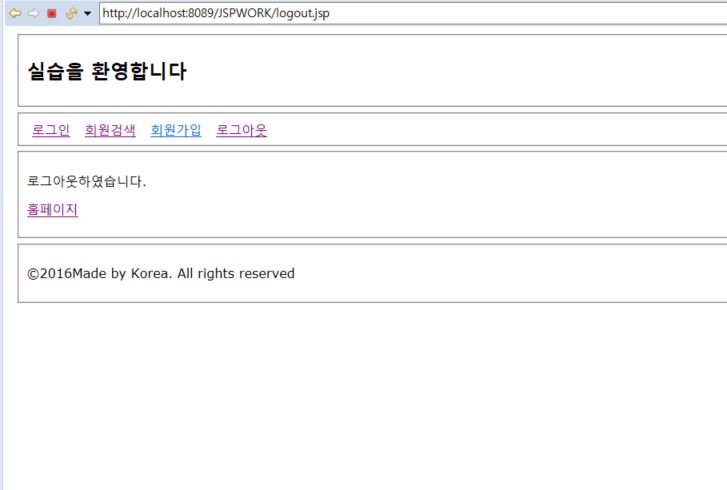 http://localhost:8089/JSPWORK/logout.jsp
실습을 환영합니다
로그인 회원검색 회원가입 로그아웃
로그아웃하였습니다.
홈페이지
©2016Made by Korea. All rights reserved